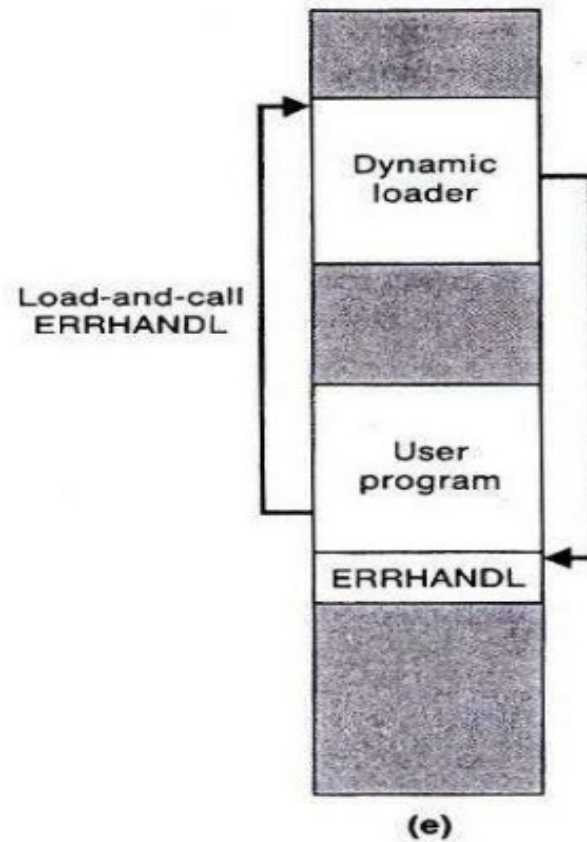 Dynamic
loader
Load-and-call
ERRHANDL
User
program
ERRHANDL
(e)